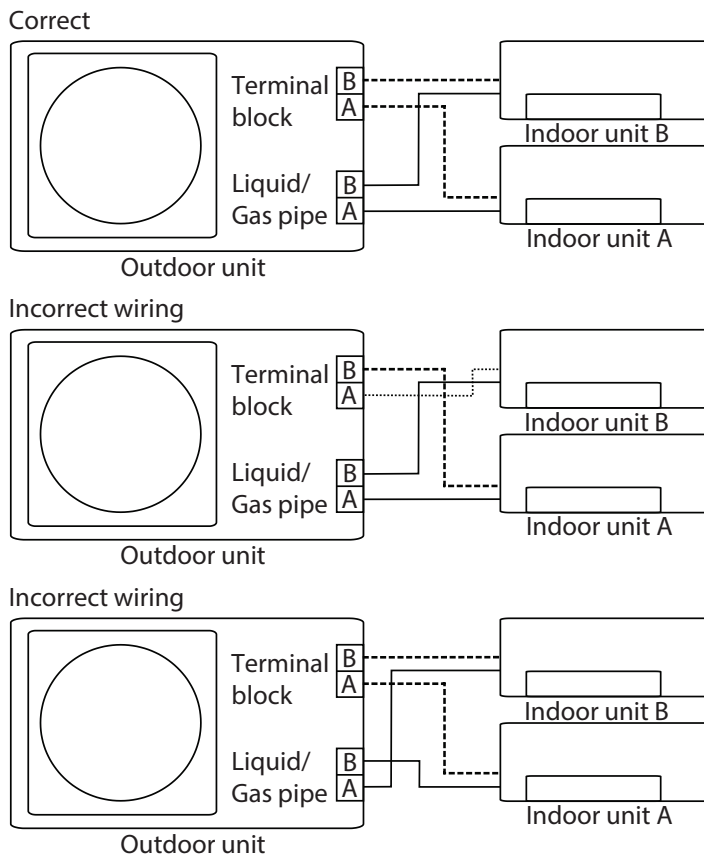 Correct
Terminal B
block A
Liquid/ B
Gas pipe A
Indoor unit B
Indoor unit A
Outdoor unit
Incorrect wiring
Terminal B
block A
Liquid/ B
Gas pipe A
Indoor unit B
Indoor unit A
Outdoor unit
Incorrect wiring
Terminal B
block A
Liquid/ B
Gas pipe A
Indoor unit B
Indoor unit A
Outdoor unit